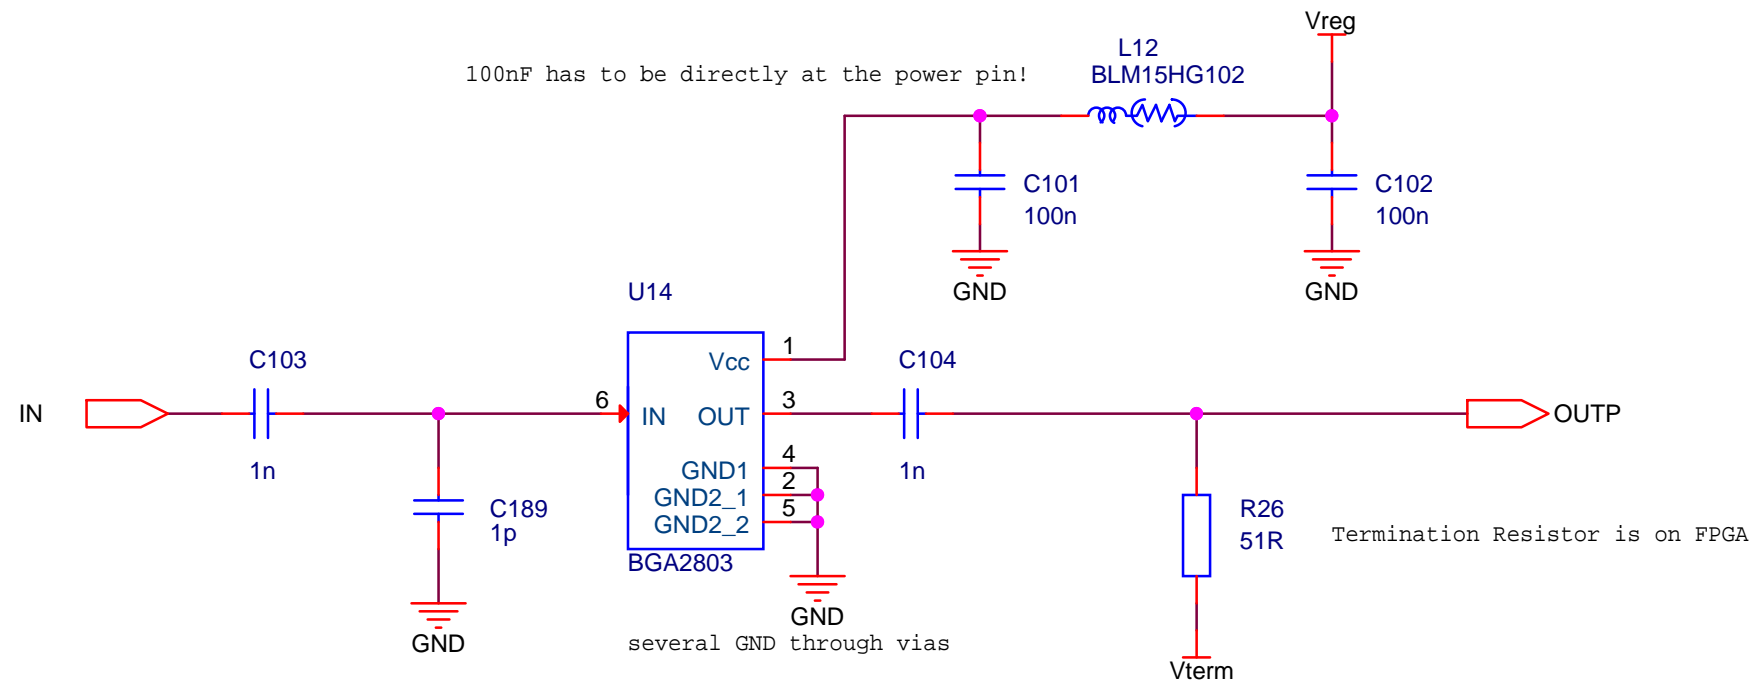 Vreg
L12
BLM15HG102
100nF has to be directly at the power pin!
C101
100n
C102
100n
GND
GND
U14
C103
1n
Vcc
1
C104
1n
IN
6
IN
OUT
3
OUTP
GND1
4
GND2_1
2
GND2_2
5
C189
1p
BGA2803
R26
51R
Termination Resistor is on FPGA
GND
GND
several GND through vias
Vterm